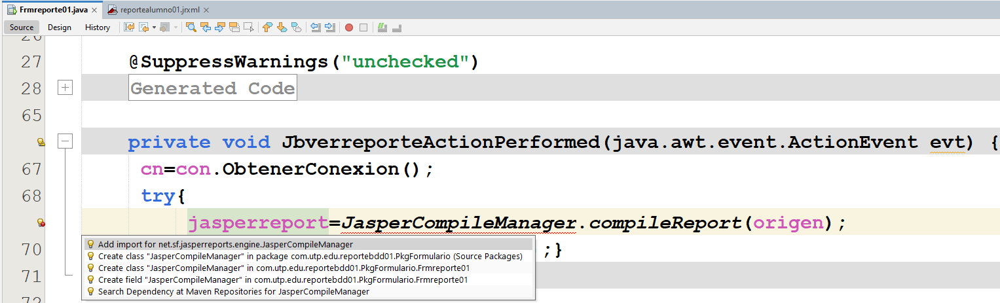 Frmreporte01.java × reportealumno01.jrxml ×
Source Design History
27 @SuppressWarnings("unchecked")
28 Generated Code
65
private void JbverreporteActionPerformed(java.awt.event.ActionEvent evt) {
67 cn=con.ObtenerConexion();
68 try{
jasperreport=JasperCompileManager.compileReport(origen);
Add import for net.sf.jasperreports.engine.JasperCompileManager
70 ;}
Create class "JasperCompileManager" in package com.utp.edu.reportebdd01.PkgFormulario (Source Packages)
Create class "JasperCompileManager" in com.utp.edu.reportebdd01.PkgFormulario.Frmreporte01
71
Create field "JasperCompileManager" in com.utp.edu.reportebdd01.PkgFormulario.Frmreporte01
Search Dependency at Maven Repositories for JasperCompileManager